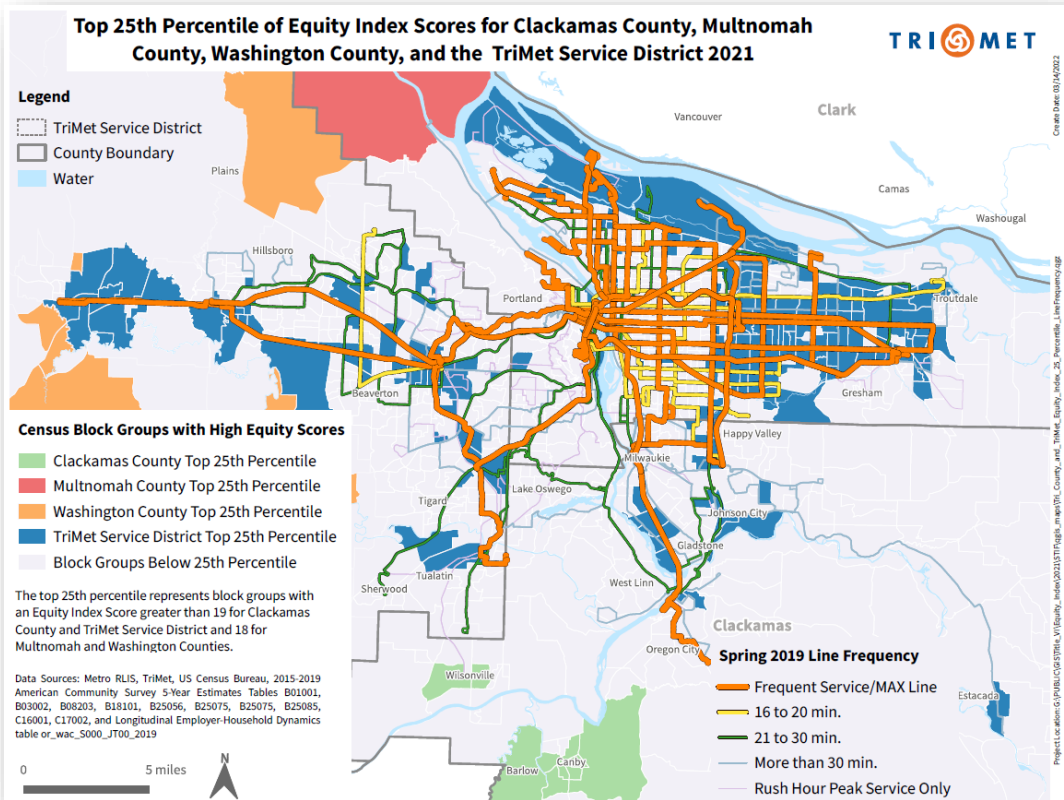 Top 25th Percentile of Equity Index Scores for Clackamas County, Multnomah
County, Washington County, and the TriMet Service District 2021
TRI MET
Create Date: 03/14/2022
Legend
TriMet Service District
County Boundary
Water
Clark
Vancouver
Camas
Washougal
Plains
Hillsboro
Portland
Troutdale
Beaverton
Gresham
Happy Valley
Milwaukie
Lake Oswego
Tigard
Johnson City
Gladstone
Tualatin
Sherwood
West Linn
Clackamas
Oregon City
Wilsonville
Estacada
Canby
Barlow
Census Block Groups with High Equity Scores
Clackamas County Top 25th Percentile
Multnomah County Top 25th Percentile
Washington County Top 25th Percentile
TriMet Service District Top 25th Percentile
Block Groups Below 25th Percentile
The top 25th percentile represents block groups with
an Equity Index Score greater than 19 for Clackamas
County and TriMet Service District and 18 for
Multnomah and Washington Counties.
Data Sources: Metro RLIS, TriMet, US Census Bureau, 2015-2019
American Community Survey 5-Year Estimates Tables B01001,
B03002, B08203, B18101, B25056, B25075, B25075, B25085,
C16001, C17002, and Longitudinal Employer-Household Dynamics
table or_wac_S000_JT00_2019
0 5 miles
N
Spring 2019 Line Frequency
Frequent Service/MAX Line
16 to 20 min.
21 to 30 min.
More than 30 min.
Rush Hour Peak Service Only